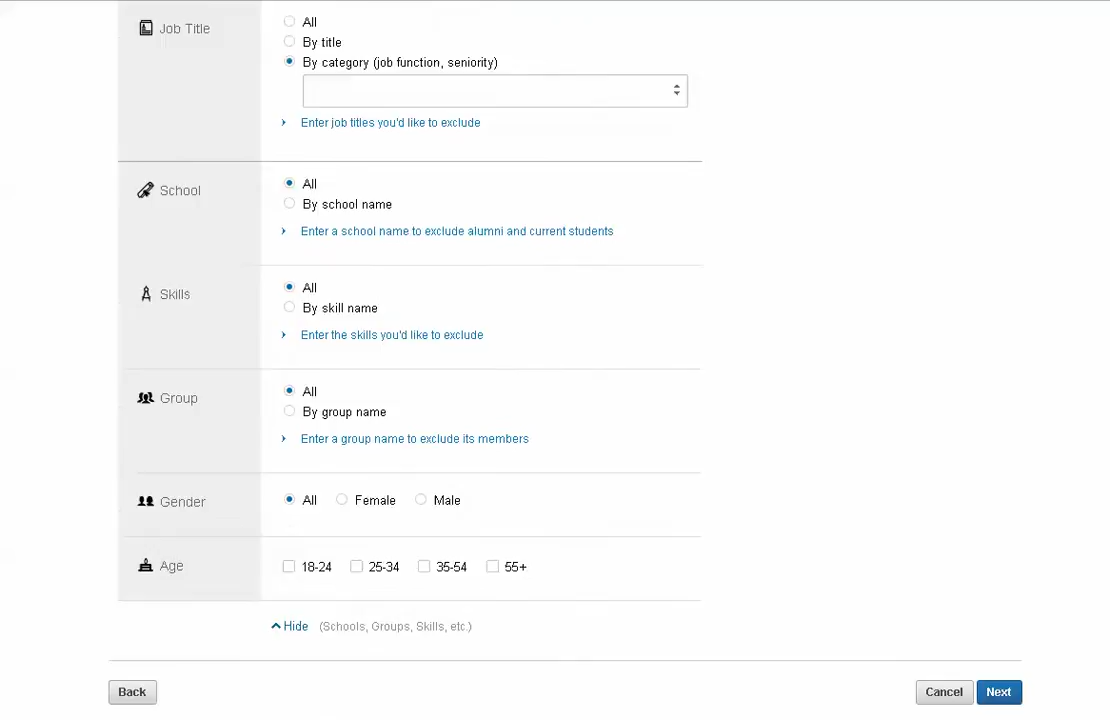 Job Title
All
By title
By category (job function, seniority)
Enter job titles you'd like to exclude
School
All
By school name
Enter a school name to exclude alumni and current students
Skills
All
By skill name
Enter the skills you'd like to exclude
Group
All
By group name
Enter a group name to exclude its members
Gender
All Female Male
Age
18-24 25-34 35-54 55+
Hide (Schools, Groups, Skills, etc.)
Back Cancel Next